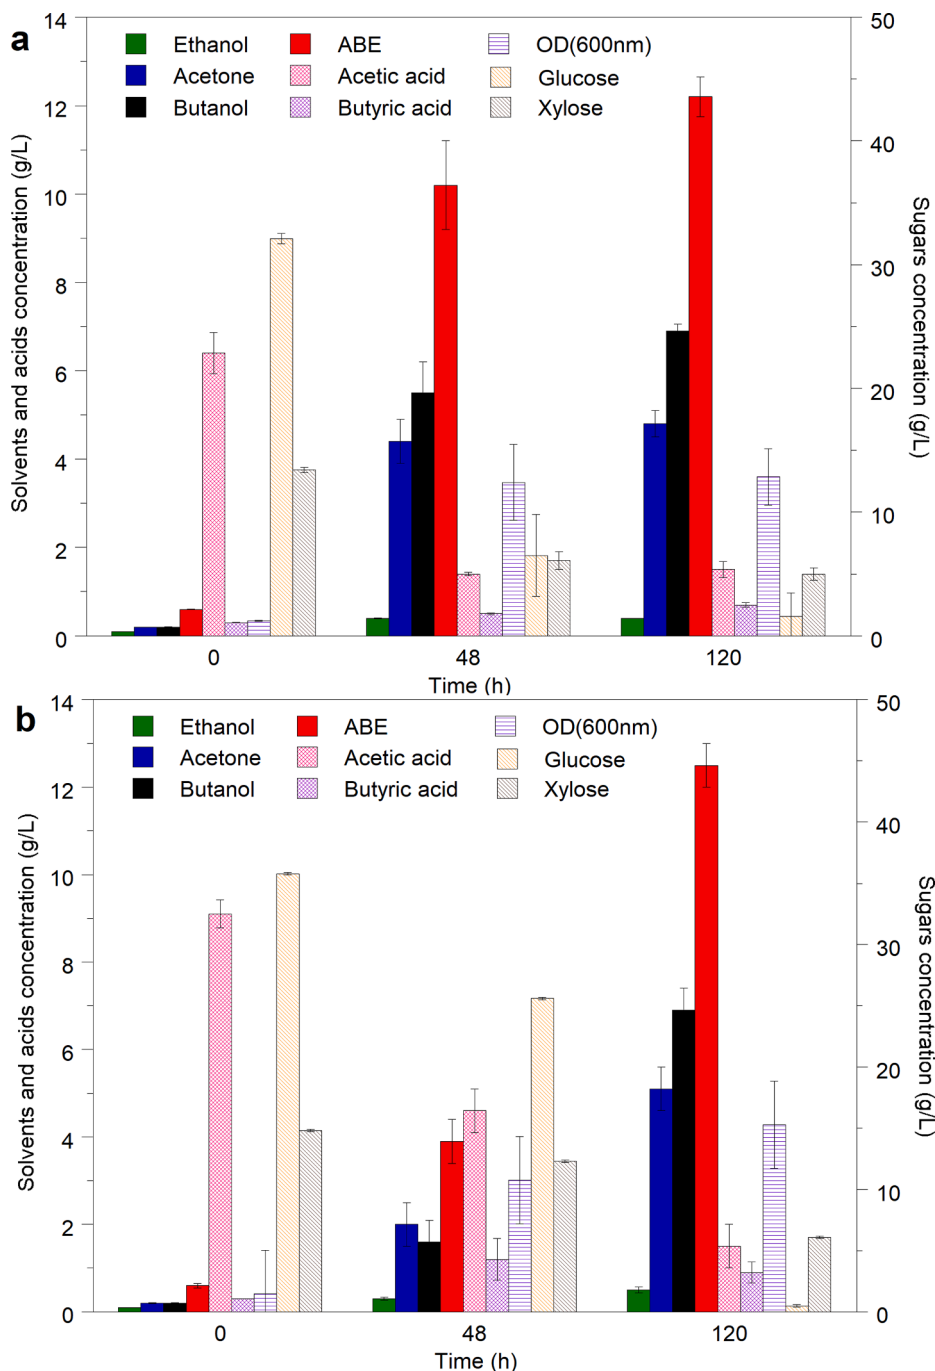 a
Ethanol ABE OD(600nm)
Acetone Acetic acid Glucose
Butanol Butyric acid Xylose
Solvents and acids concentration (g/L)
0 2 4 6 8 10 12 14
Sugars concentration (g/L)
0 10 20 30 40 50
0 48 120
Time (h)
b
Ethanol ABE OD(600nm)
Acetone Acetic acid Glucose
Butanol Butyric acid Xylose
Solvents and acids concentration (g/L)
0 2 4 6 8 10 12 14
Sugars concentration (g/L)
0 10 20 30 40 50
0 48 120
Time (h)